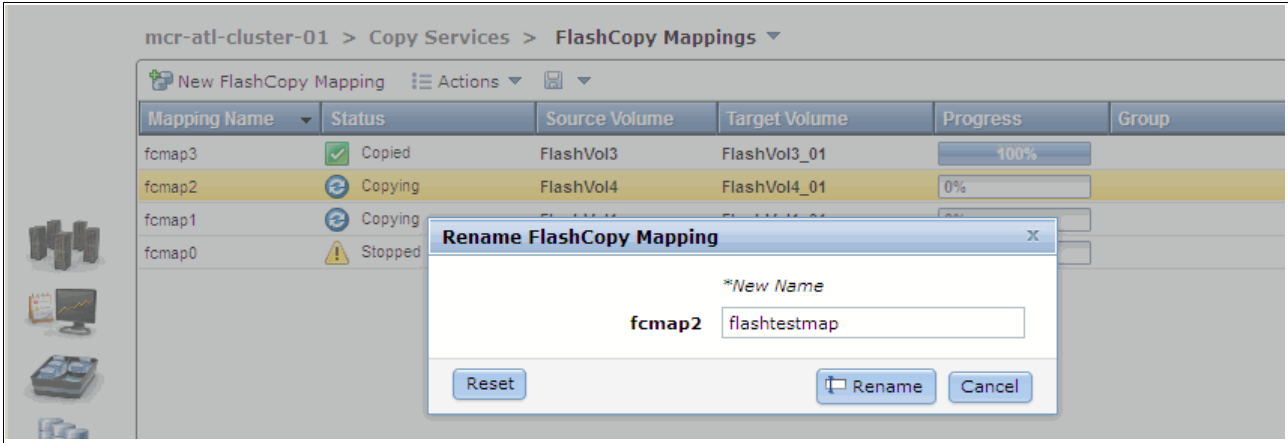 mcr-atl-cluster-01 > Copy Services > FlashCopy Mappings
New FlashCopy Mapping Actions
Mapping Name Status Source Volume Target Volume Progress Group
fcmap3 Copied FlashVol3 FlashVol3_01 100%
fcmap2 Copying FlashVol4 FlashVol4_01 0%
fcmap1 Copying
fcmap0 Stopped
Rename FlashCopy Mapping x
*New Name
fcmap2 flashtestmap
Reset Rename Cancel